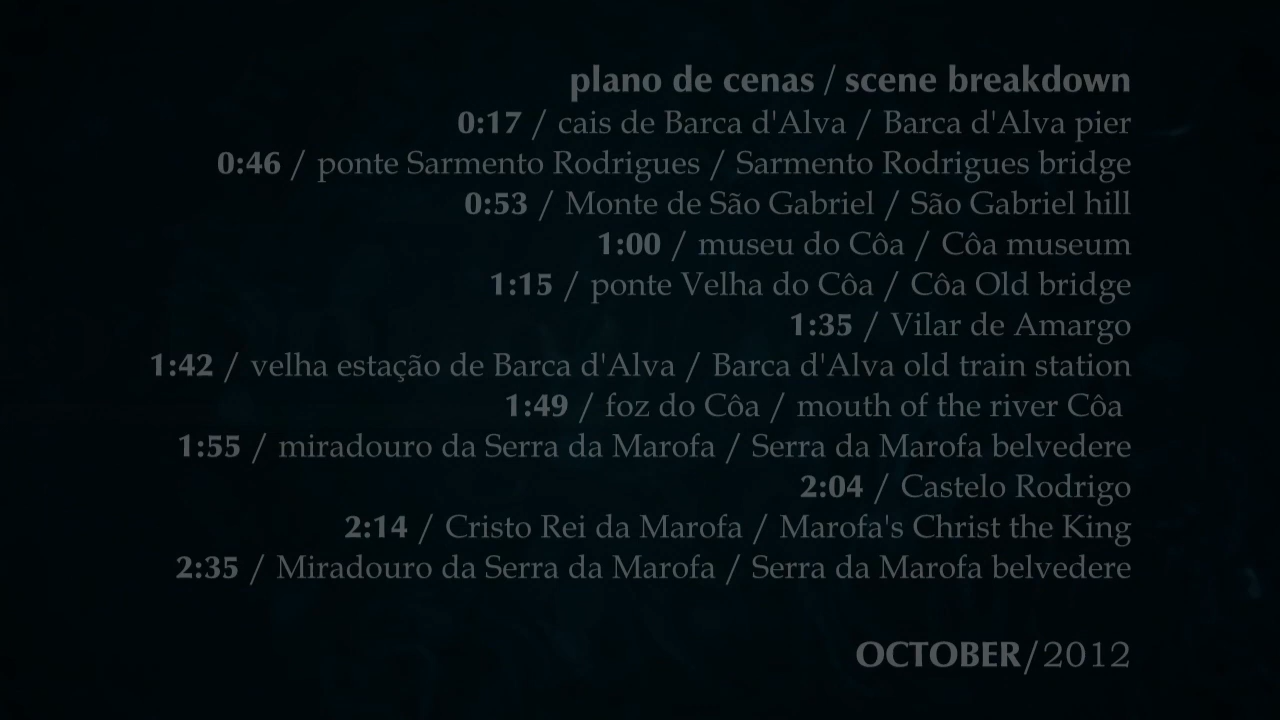 plano de cenas / scene breakdown
0:17 / cais de Barca d'Alva / Barca d'Alva pier
0:46 / ponte Sarmento Rodrigues / Sarmento Rodrigues bridge
0:53 / Monte de São Gabriel / São Gabriel hill
1:00 / museu do Côa / Côa museum
1:15 / ponte Velha do Côa / Côa Old bridge
1:35 / Vilar de Amargo
1:42 / velha estação de Barca d'Alva / Barca d'Alva old train station
1:49 / foz do Côa / mouth of the river Côa
1:55 / miradouro da Serra da Marofa / Serra da Marofa belvedere
2:04 / Castelo Rodrigo
2:14 / Cristo Rei da Marofa / Marofa's Christ the King
2:35 / Miradouro da Serra da Marofa / Serra da Marofa belvedere
OCTOBER/2012